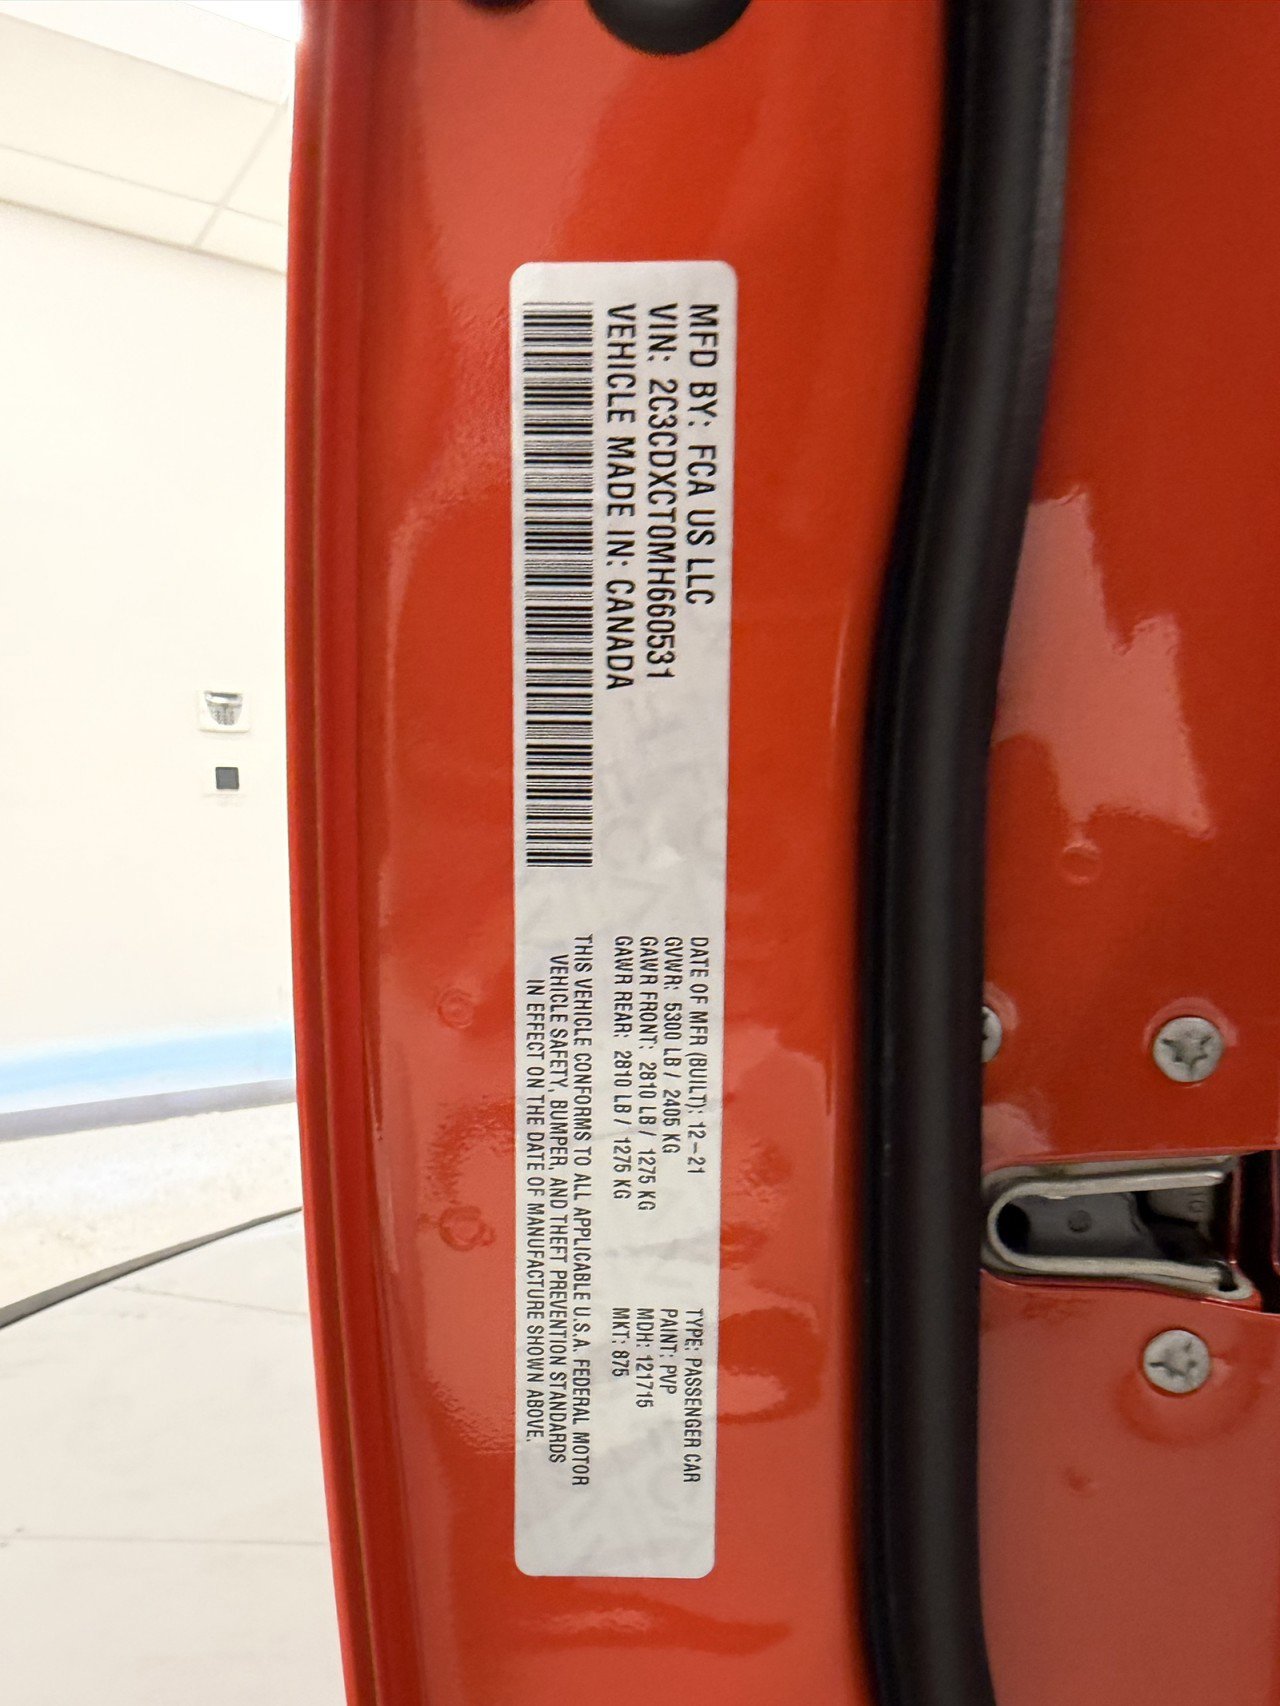 MFD BY: FCA US LLC
VIN: 2C3CDXCT0MH660531
VEHICLE MADE IN: CANADA
DATE OF MFR (BUILT): 12-21
GVWR: 5300 LB / 2405 KG
GAWR FRONT: 2810 LB / 1275 KG
GAWR REAR: 2810 LB / 1275 KG
TYPE: PASSENGER CAR
PAINT: PVP
MDH: 121715
MKT: 875
THIS VEHICLE CONFORMS TO ALL APPLICABLE U.S.A. FEDERAL MOTOR
VEHICLE SAFETY, BUMPER, AND THEFT PREVENTION STANDARDS
IN EFFECT ON THE DATE OF MANUFACTURE SHOWN ABOVE.